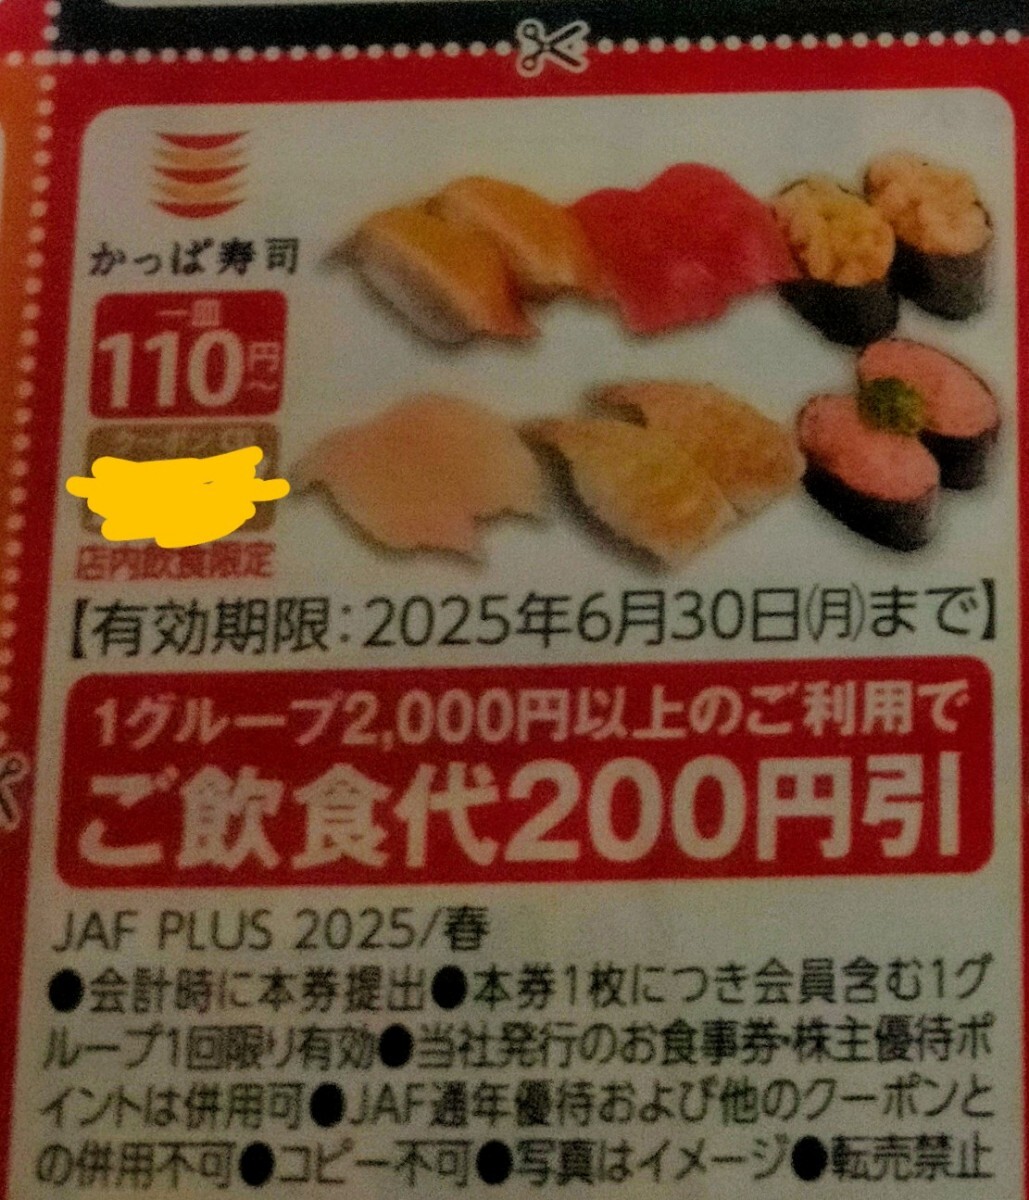 かっぱ寿司
一皿
110円~
店内飲食限定
【有効期限:2025年6月30日(月)まで】
1グループ2,000円以上のご利用で
ご飲食代200円引
JAF PLUS 2025/春
●会計時に本券提出●本券1枚につき会員含む1グ
ループ1回限り有効●当社発行のお食事券・株主優待ポ
イントは併用可●JAF通年優待および他のクーポンと
の併用不可●コピー不可●写真はイメージ●転売禁止